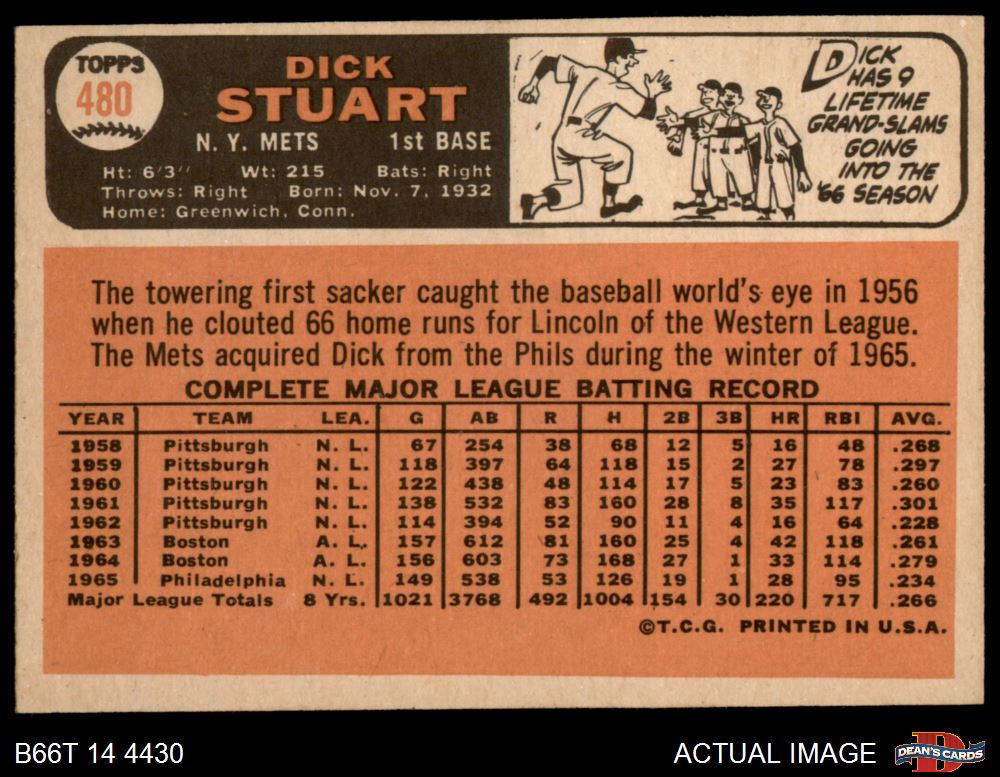 TOPPS
480
DICK
STUART
N. Y. METS 1st BASE
Ht: 6'3" Wt: 215 Bats: Right
Throws: Right Born: Nov. 7, 1932
Home: Greenwich, Conn.
DICK
HAS 9
LIFETIME
GRAND-SLAMS
GOING
INTO THE
'66 SEASON
The towering first sacker caught the baseball world's eye in 1956
when he clouted 66 home runs for Lincoln of the Western League.
The Mets acquired Dick from the Phils during the winter of 1965.
COMPLETE MAJOR LEAGUE BATTING RECORD
YEAR TEAM LEA. G AB R H 2B 3B HR RBI AVG.
1958 Pittsburgh N. L. 67 254 38 68 12 5 16 48 .268
1959 Pittsburgh N. L. 118 397 64 118 15 2 27 78 .297
1960 Pittsburgh N. L. 122 438 48 114 17 5 23 83 .260
1961 Pittsburgh N. L. 138 532 83 160 28 8 35 117 .301
1962 Pittsburgh N. L. 114 394 52 90 11 4 16 64 .228
1963 Boston A. L. 157 612 81 160 25 4 42 118 .261
1964 Boston A. L. 156 603 73 168 27 1 33 114 .279
1965 Philadelphia N. L. 149 538 53 126 19 1 28 95 .234
Major League Totals 8 Yrs. 1021 3768 492 1004 154 30 220 717 .266
©T.C.G. PRINTED IN U.S.A.
B66T 14 4430 ACTUAL IMAGE DEAN'S CARDS